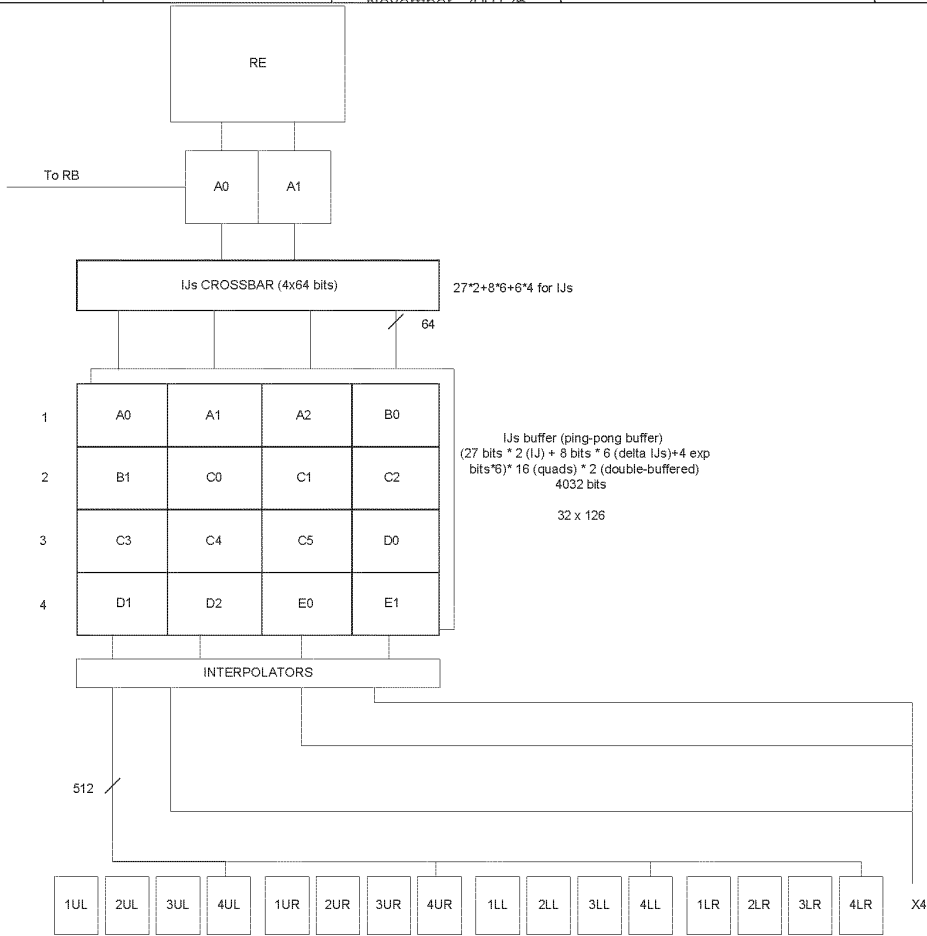 RE
To RB
A0 A1
IJs CROSSBAR (4x64 bits)
27*2+8*6+6*4 for IJs
64
1 A0 A1 A2 B0
2 B1 C0 C1 C2
3 C3 C4 C5 D0
4 D1 D2 E0 E1
IJs buffer (ping-pong buffer)
(27 bits * 2 (IJ) + 8 bits * 6 (delta IJs)+4 exp
bits*6)* 16 (quads) * 2 (double-buffered)
4032 bits
32 x 126
INTERPOLATORS
512
1UL 2UL 3UL 4UL 1UR 2UR 3UR 4UR 1LL 2LL 3LL 4LL 1LR 2LR 3LR 4LR X4